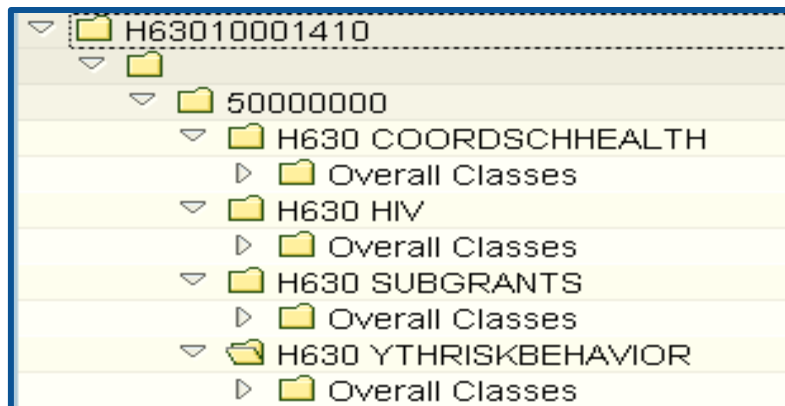 H63010001410
50000000
H630 COORDSCHHEALTH
Overall Classes
H630 HIV
Overall Classes
H630 SUBGRANTS
Overall Classes
H630 YTHRISKBEHAVIOR
Overall Classes